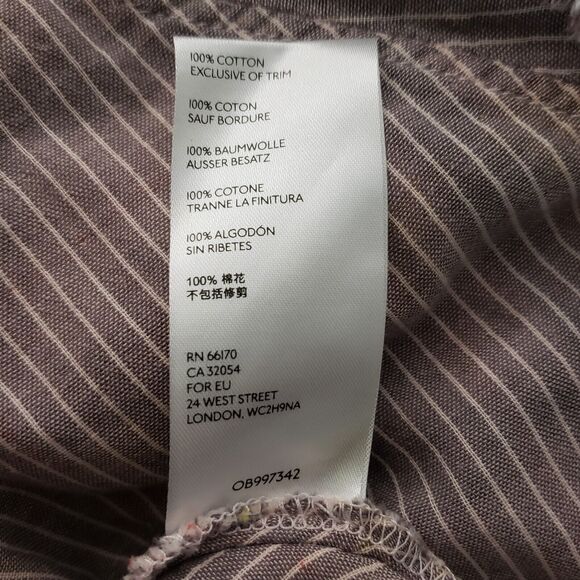 100% COTTON
EXCLUSIVE OF TRIM
100% COTON
SAUF BORDURE
100% BAUMWOLLE
AUSSER BESATZ
100% COTONE
TRANNE LA FINITURA
100% ALGODÓN
SIN RIBETES
100% 棉花
不包括修剪
RN 66170
CA 32054
FOR EU
24 WEST STREET
LONDON, WC2H9NA
OB997342